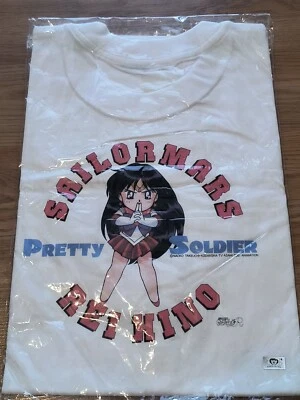 SAILORMARS
PRETTY SOLDIER
REI HINO